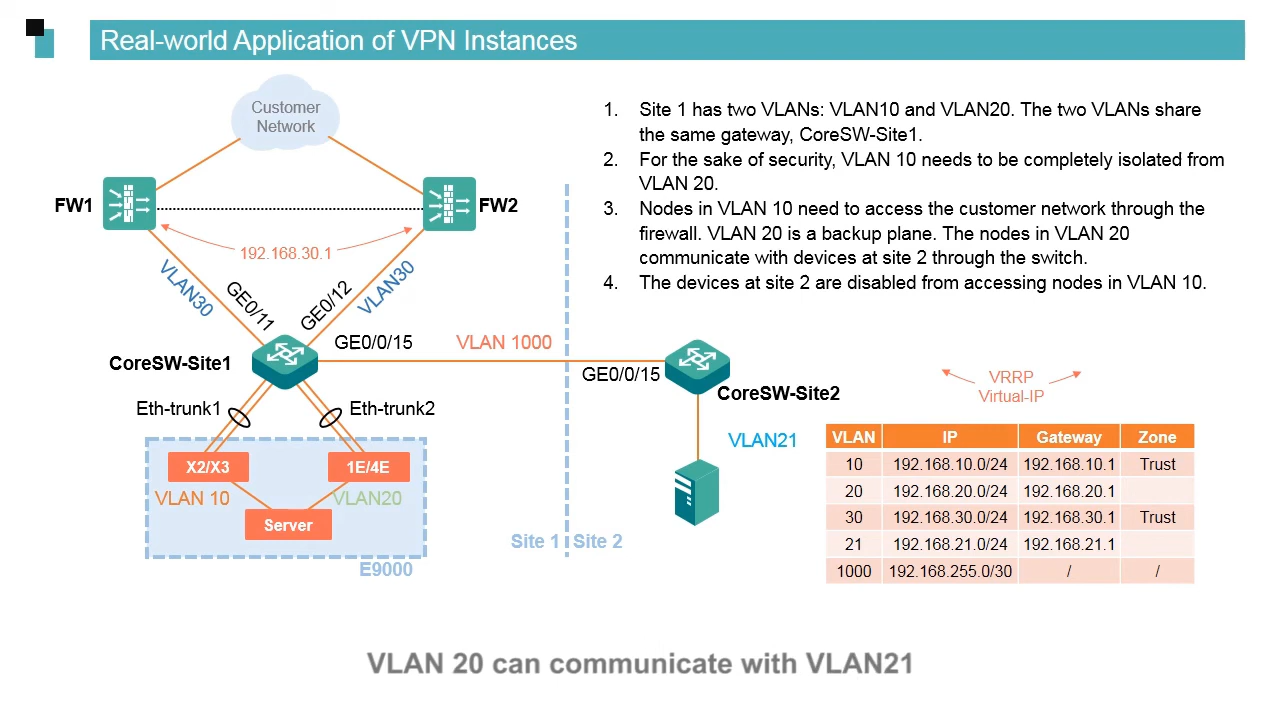 Real-world Application of VPN Instances
Customer
Network
FW1
FW2
192.168.30.1
VLAN30
GE0/11
GE0/12
VLAN30
CoreSW-Site1
GE0/0/15
VLAN 1000
GE0/0/15
CoreSW-Site2
Eth-trunk1
Eth-trunk2
X2/X3
1E/4E
VLAN 10
VLAN20
Server
E9000
Site 1
Site 2
VLAN21
1. Site 1 has two VLANs: VLAN10 and VLAN20. The two VLANs share
the same gateway, CoreSW-Site1.
2. For the sake of security, VLAN 10 needs to be completely isolated from
VLAN 20.
3. Nodes in VLAN 10 need to access the customer network through the
firewall. VLAN 20 is a backup plane. The nodes in VLAN 20
communicate with devices at site 2 through the switch.
4. The devices at site 2 are disabled from accessing nodes in VLAN 10.
VRRP
Virtual-IP
VLAN IP Gateway Zone
10 192.168.10.0/24 192.168.10.1 Trust
20 192.168.20.0/24 192.168.20.1
30 192.168.30.0/24 192.168.30.1 Trust
21 192.168.21.0/24 192.168.21.1
1000 192.168.255.0/30 / /
VLAN 20 can communicate with VLAN21